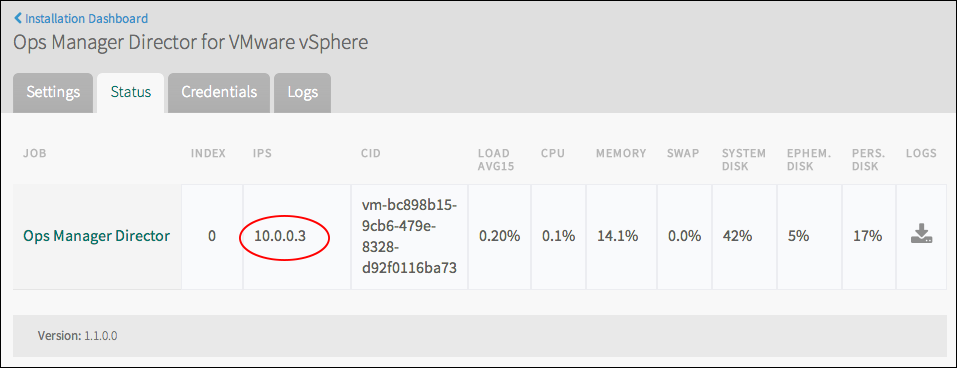 Installation Dashboard
Ops Manager Director for VMware vSphere
Settings Status Credentials Logs
JOB INDEX IPS CID LOAD AVG15 CPU MEMORY SWAP SYSTEM DISK EPHEM. DISK PERS. DISK LOGS
Ops Manager Director 0 10.0.0.3 vm-bc898b15-9cb6-479e-8328-d92f0116ba73 0.20% 0.1% 14.1% 0.0% 42% 5% 17%
Version: 1.1.0.0